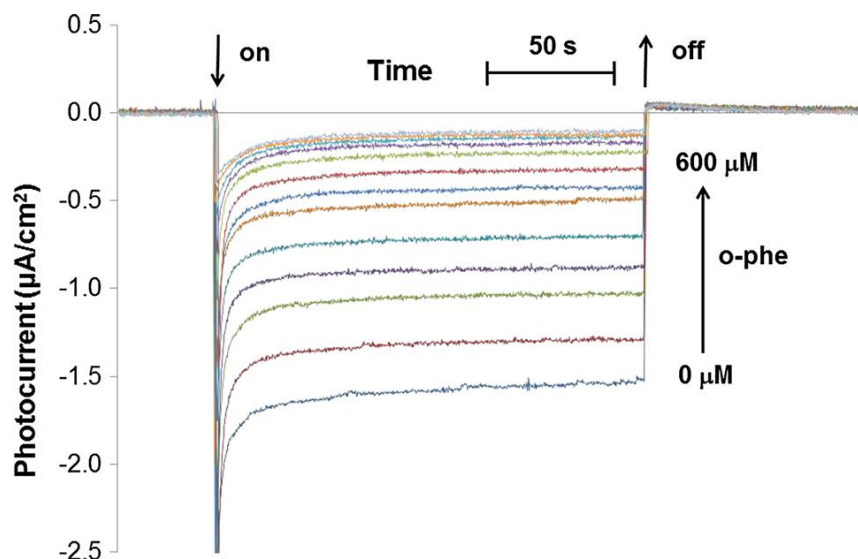 0.5
on
Time
50 s
off
0.0
600 μM
-0.5
o-phe
-1.0
0 μM
-1.5
-2.0
-2.5
Photocurrent (μA/cm²)